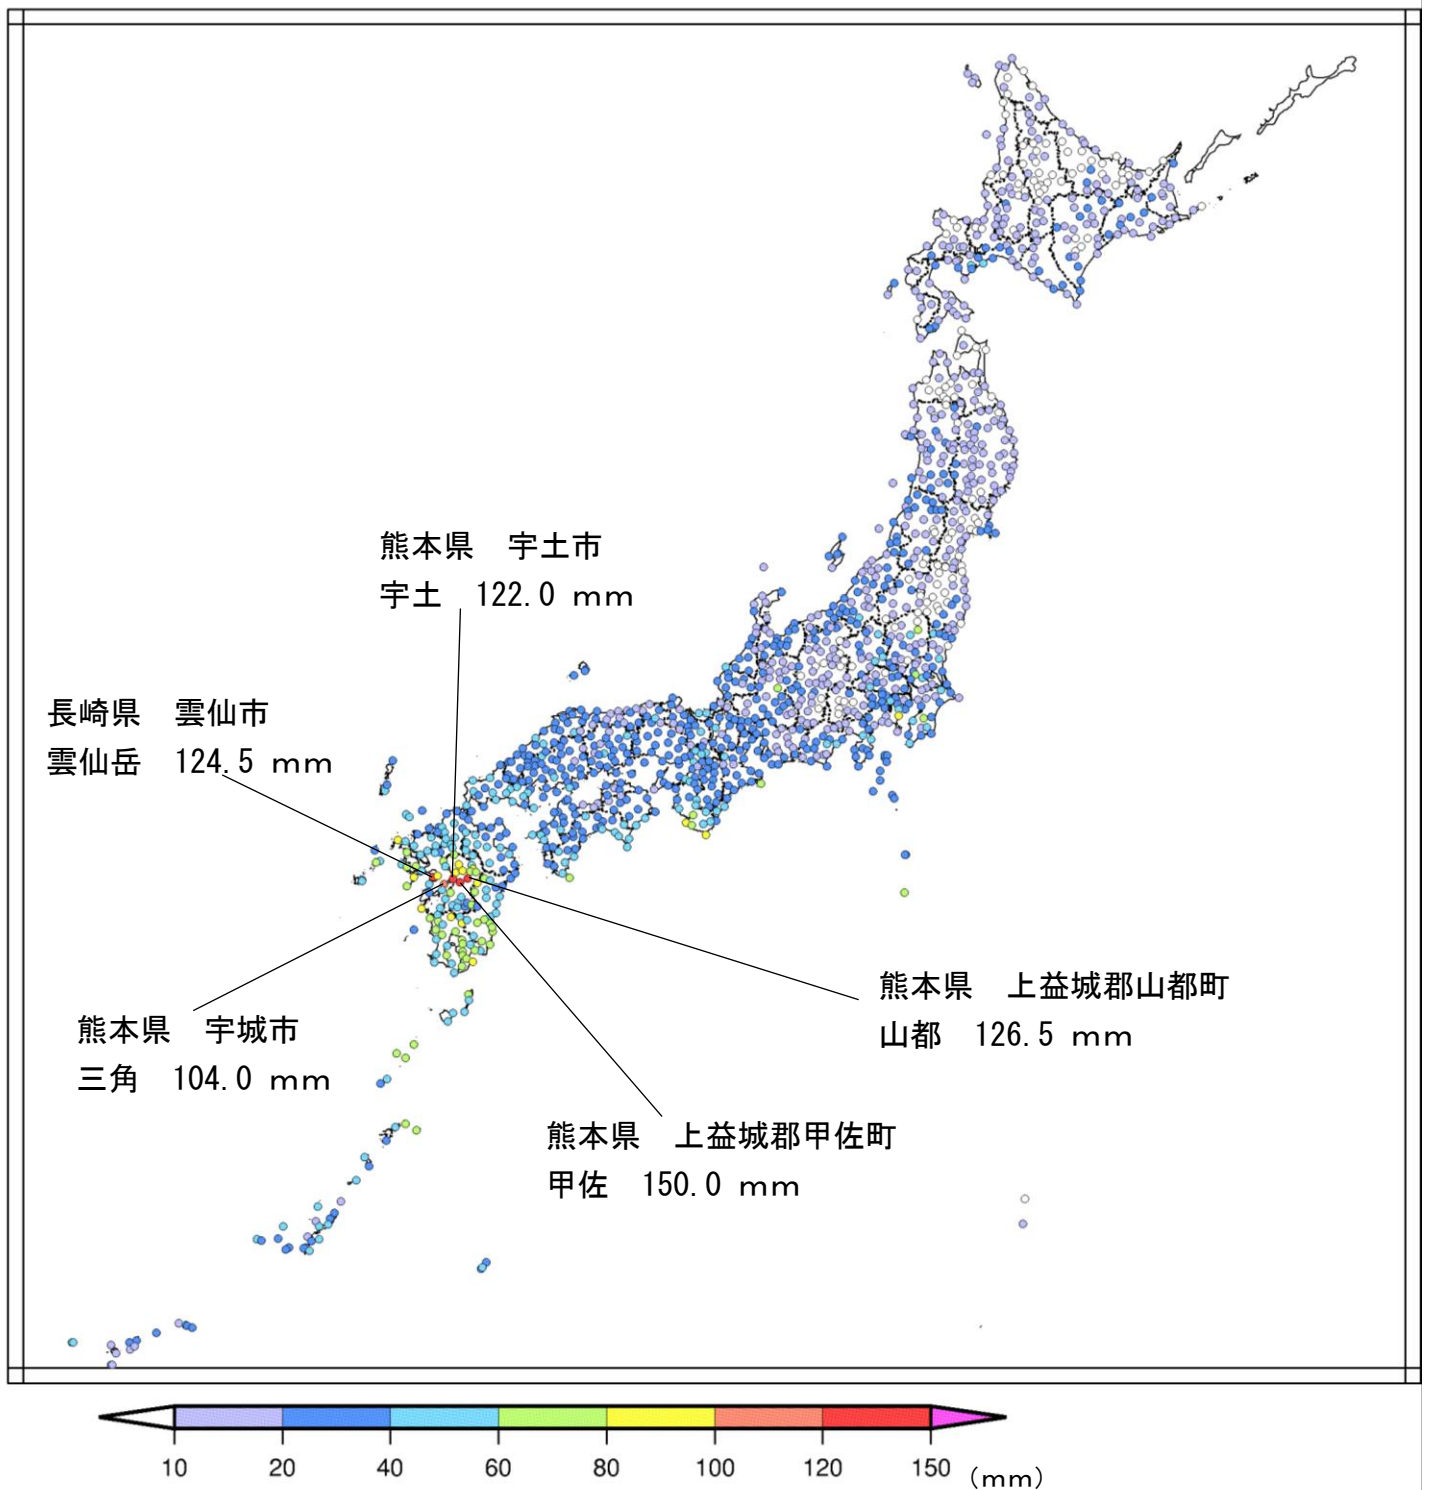 熊本県　宇土市
宇土　122.0 mm
長崎県　雲仙市
雲仙岳　124.5 mm
熊本県　上益城郡山都町
山都　126.5 mm
熊本県　宇城市
三角　104.0 mm
熊本県　上益城郡甲佐町
甲佐　150.0 mm
10 20 40 60 80 100 120 150 (mm)